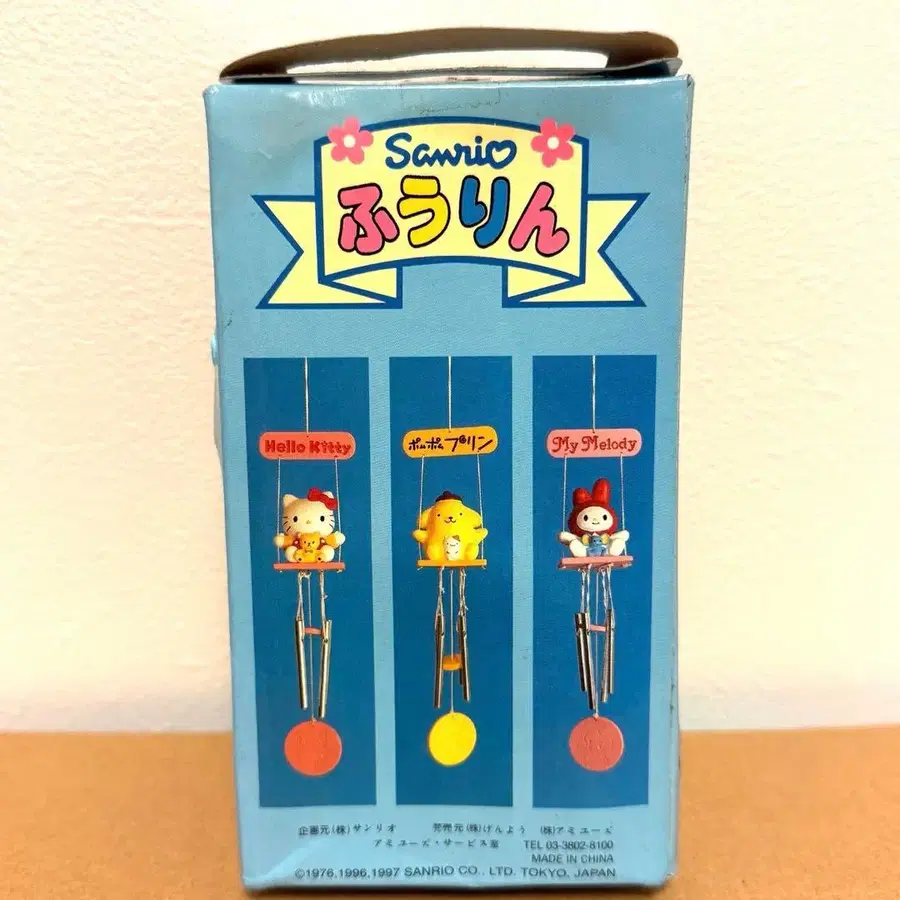 Sanrio
ふうりん
Hello Kitty
ポムポムプリン
My Melody
企画元(株)サンリオ 発売元(株)げんよう (株)アミューズ
アミューズ・サービス室 TEL 03-3802-8100
MADE IN CHINA
©1976,1996,1997 SANRIO CO., LTD. TOKYO, JAPAN